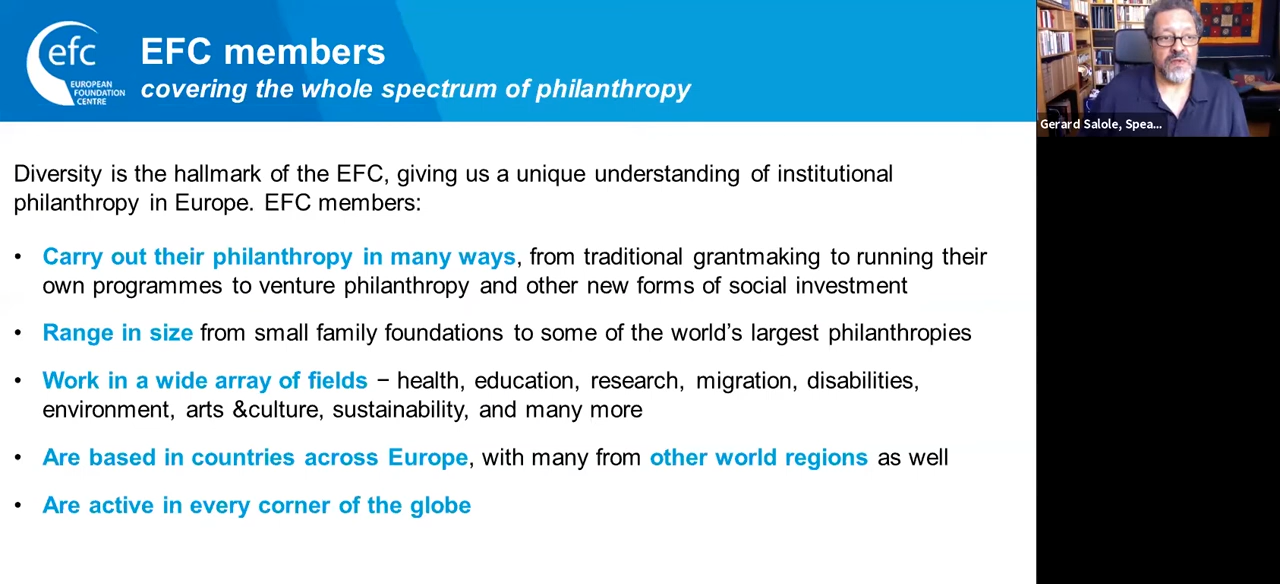 efc
EUROPEAN
FOUNDATION
CENTRE
EFC members
covering the whole spectrum of philanthropy
Diversity is the hallmark of the EFC, giving us a unique understanding of institutional
philanthropy in Europe. EFC members:
• Carry out their philanthropy in many ways, from traditional grantmaking to running their
own programmes to venture philanthropy and other new forms of social investment
• Range in size from small family foundations to some of the world's largest philanthropies
• Work in a wide array of fields − health, education, research, migration, disabilities,
environment, arts &culture, sustainability, and many more
• Are based in countries across Europe, with many from other world regions as well
• Are active in every corner of the globe
Gerard Salole, Spea...